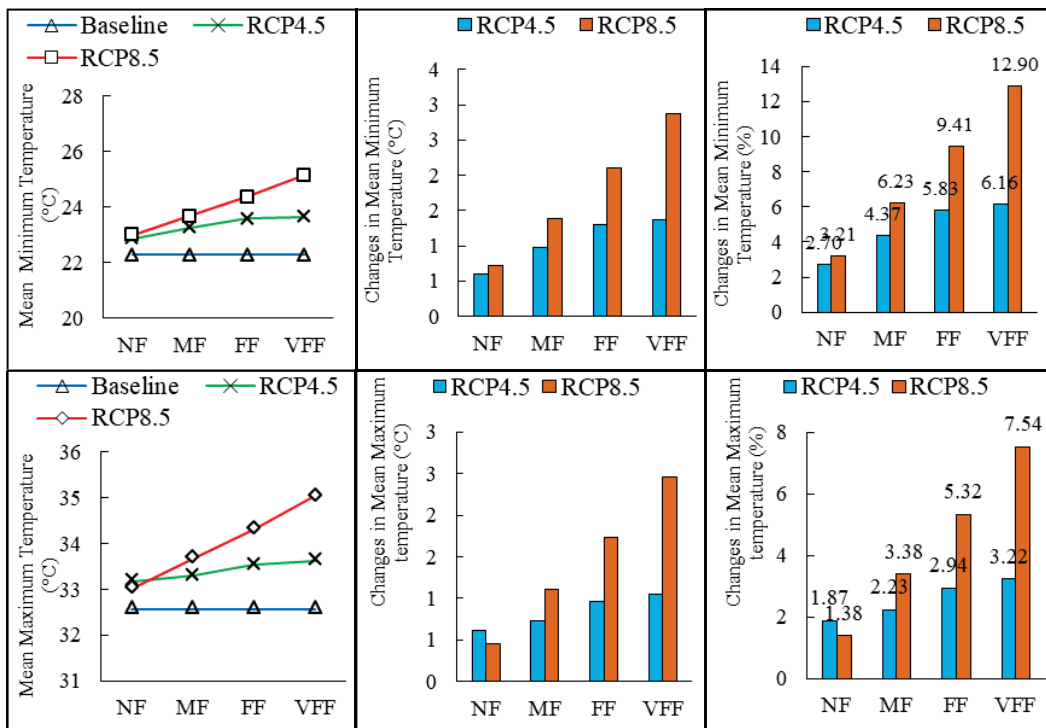 Baseline RCP4.5
RCP8.5
Mean Minimum Temperature
(°C)
28
26
24
22
20
NF MF FF VFF
RCP4.5 RCP8.5
Changes in Mean Minimum
Temperature (°C)
4
3
3
2
2
1
1
0
NF MF FF VFF
RCP4.5 RCP8.5
Changes in Mean Minimum
Temperature (%)
14
12
10
8
6
4
2
0
2.70
3.21
4.37
6.23
5.83
9.41
6.16
12.90
NF MF FF VFF
Baseline RCP4.5
RCP8.5
Mean Maximum Temperature
(°C)
36
35
34
33
32
31
NF MF FF VFF
RCP4.5 RCP8.5
Changes in Mean Maximum
temperature (°C)
3
3
2
2
1
1
0
NF MF FF VFF
RCP4.5 RCP8.5
Changes in Mean Maximum
temperature (%)
8
6
4
2
0
1.87
1.38
2.23
3.38
2.94
5.32
3.22
7.54
NF MF FF VFF